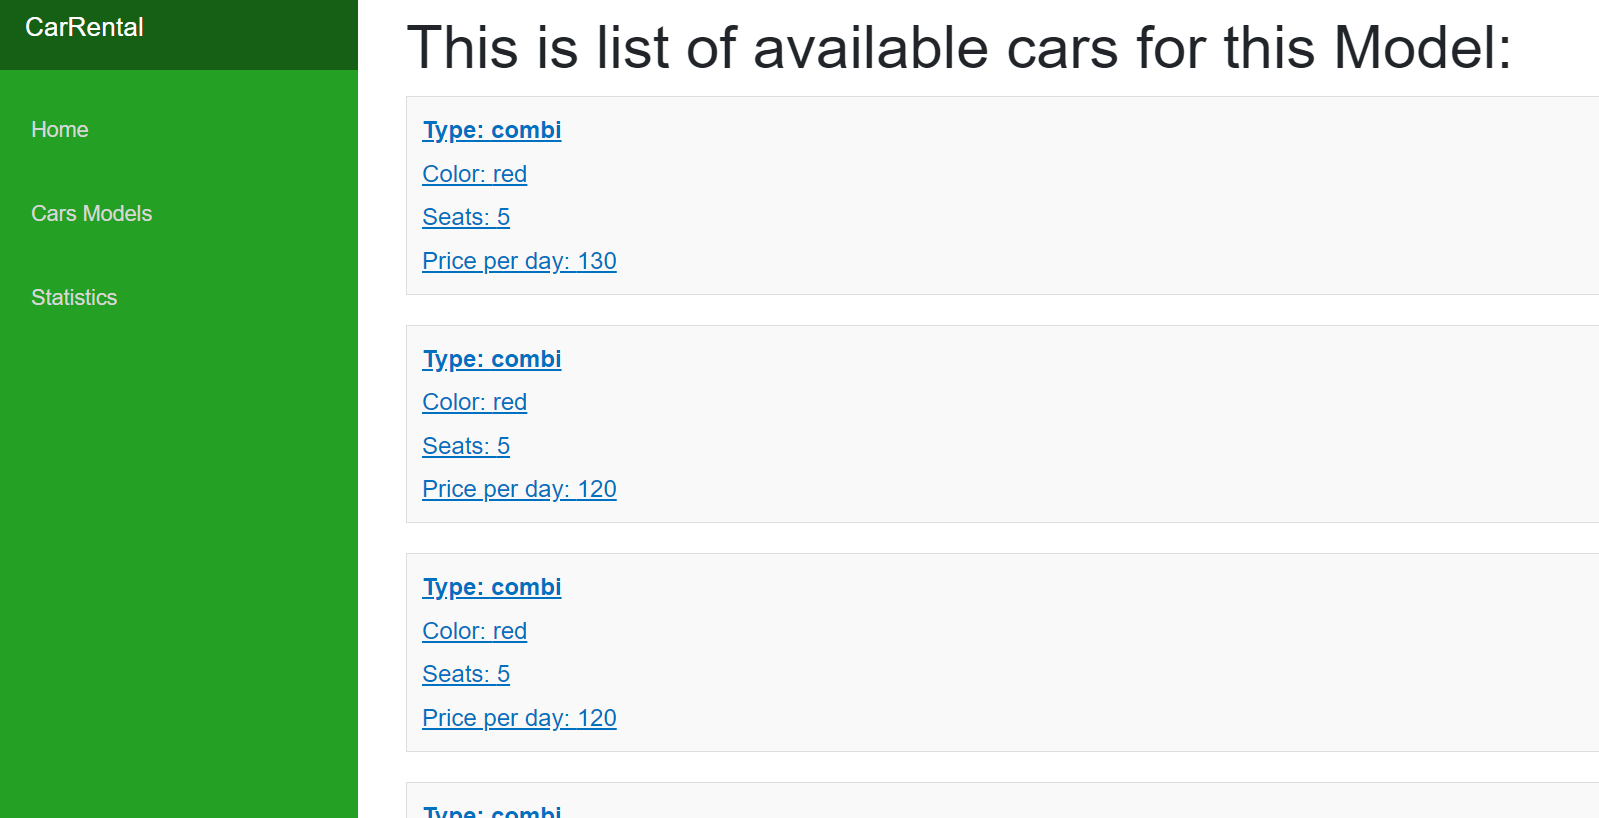 CarRental
Home
Cars Models
Statistics
This is list of available cars for this Model:
Type: combi
Color: red
Seats: 5
Price per day: 130
Type: combi
Color: red
Seats: 5
Price per day: 120
Type: combi
Color: red
Seats: 5
Price per day: 120
Type: combi